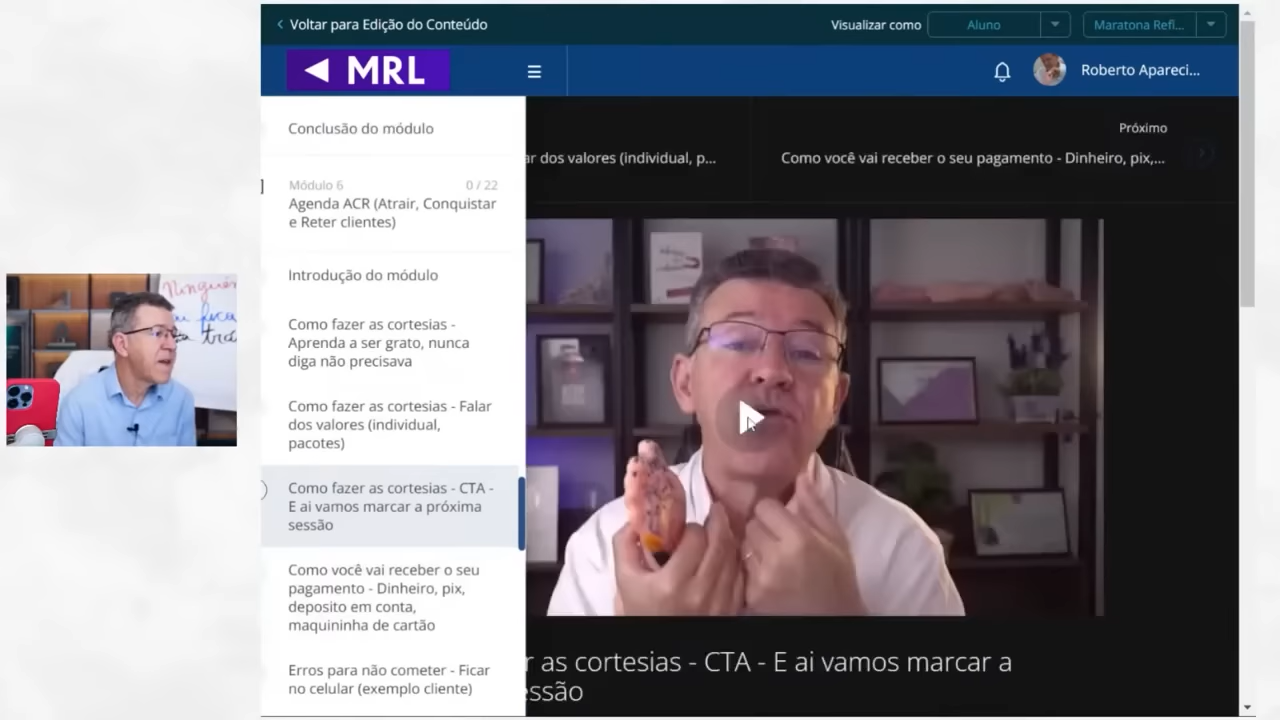 Voltar para Edição do Conteúdo
Visualizar como
Aluno
Maratona Refl...
MRL
Roberto Apareci...
Conclusão do módulo
Próximo
ar dos valores (individual, p...
Como você vai receber o seu pagamento - Dinheiro, pix,...
Módulo 6
0 / 22
Agenda ACR (Atrair, Conquistar
e Reter clientes)
Introdução do módulo
Como fazer as cortesias -
Aprenda a ser grato, nunca
diga não precisava
Como fazer as cortesias - Falar
dos valores (individual,
pacotes)
Como fazer as cortesias - CTA -
E ai vamos marcar a próxima
sessão
Como você vai receber o seu
pagamento - Dinheiro, pix,
deposito em conta,
maquininha de cartão
Erros para não cometer - Ficar
no celular (exemplo cliente)
r as cortesias - CTA - E ai vamos marcar a
essão
Ninguém
fica